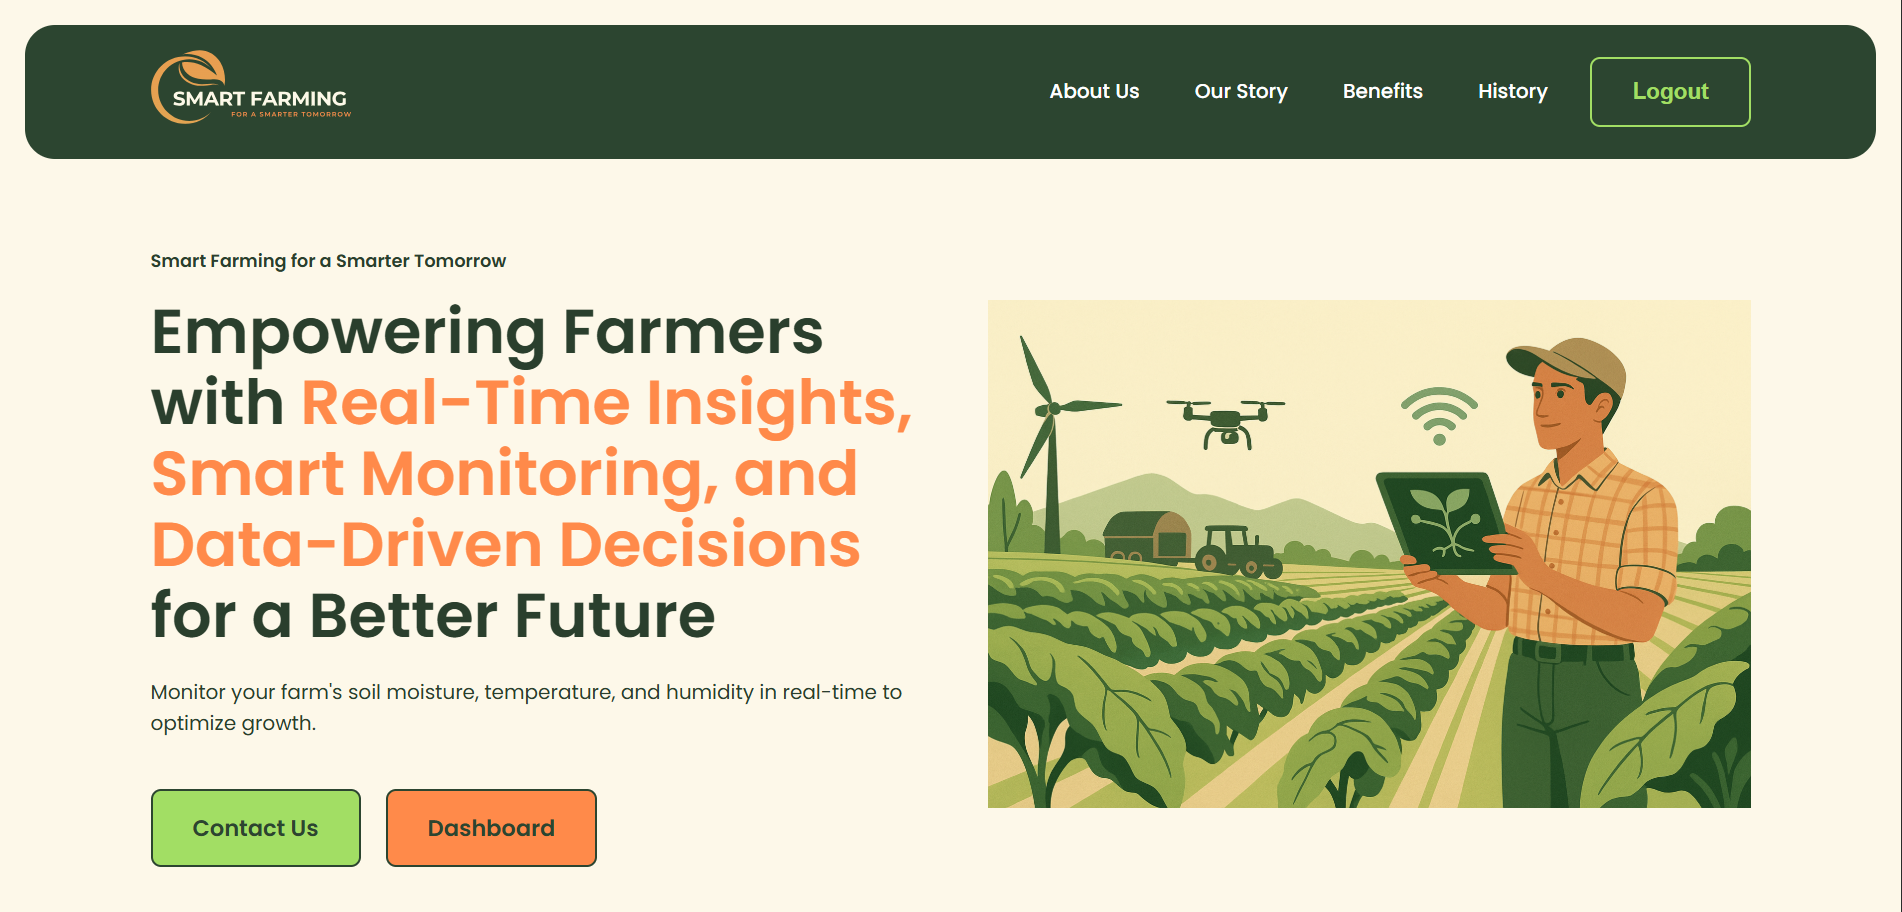 SMART FARMING
FOR A SMARTER TOMORROW
About Us
Our Story
Benefits
History
Logout
Smart Farming for a Smarter Tomorrow
Empowering Farmers
with Real-Time Insights,
Smart Monitoring, and
Data-Driven Decisions
for a Better Future
Monitor your farm's soil moisture, temperature, and humidity in real-time to
optimize growth.
Contact Us
Dashboard